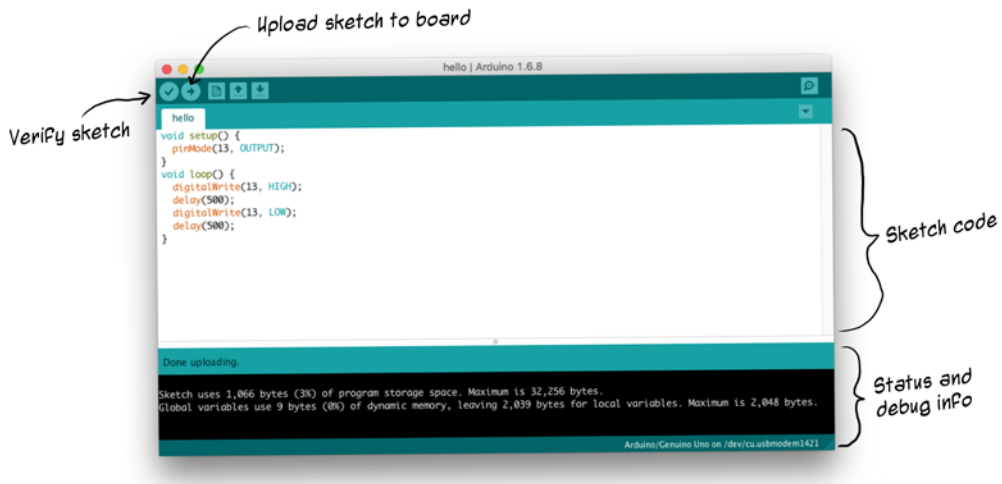 Upload sketch to board
hello | Arduino 1.6.8
Verify sketch
hello
void setup() {
  pinMode(13, OUTPUT);
}
void loop() {
  digitalWrite(13, HIGH);
  delay(500);
  digitalWrite(13, LOW);
  delay(500);
}
Sketch code
Done uploading.
Sketch uses 1,066 bytes (3%) of program storage space. Maximum is 32,256 bytes.
Global variables use 9 bytes (0%) of dynamic memory, leaving 2,039 bytes for local variables. Maximum is 2,048 bytes.
Status and
debug info
Arduino/Genuino Uno on /dev/cu.usbmodem1421